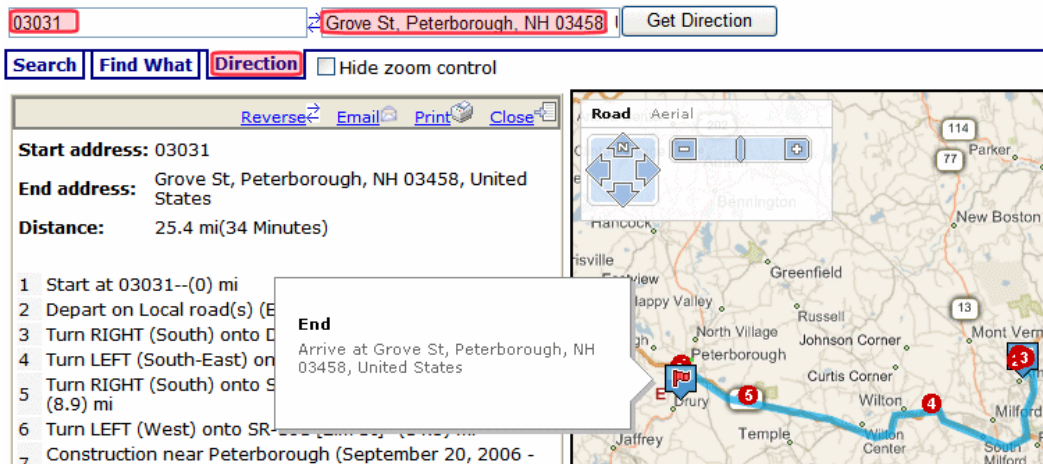 03031
Grove St, Peterborough, NH 03458
Get Direction
Search
Find What
Direction
Hide zoom control
Reverse
Email
Print
Close
Start address: 03031
End address: Grove St, Peterborough, NH 03458, United
States
Distance: 25.4 mi(34 Minutes)
1 Start at 03031--(0) mi
2 Depart on Local road(s) (E
3 Turn RIGHT (South) onto D
4 Turn LEFT (South-East) on
5 Turn RIGHT (South) onto S
(8.9) mi
6 Turn LEFT (West) onto
7 Construction near Peterborough (September 20, 2006 -
End
Arrive at Grove St, Peterborough, NH
03458, United States
Road
Aerial
N
114
77
Parker
Bennington
New Boston
Hancock
Greenfield
13
Russell
North Village
Johnson Corner
Mont Vern
Peterborough
3
Curtis Corner
E
Drury
5
Wilton
4
Milford
Jaffrey
Temple
Wilton
Center
South
Milford